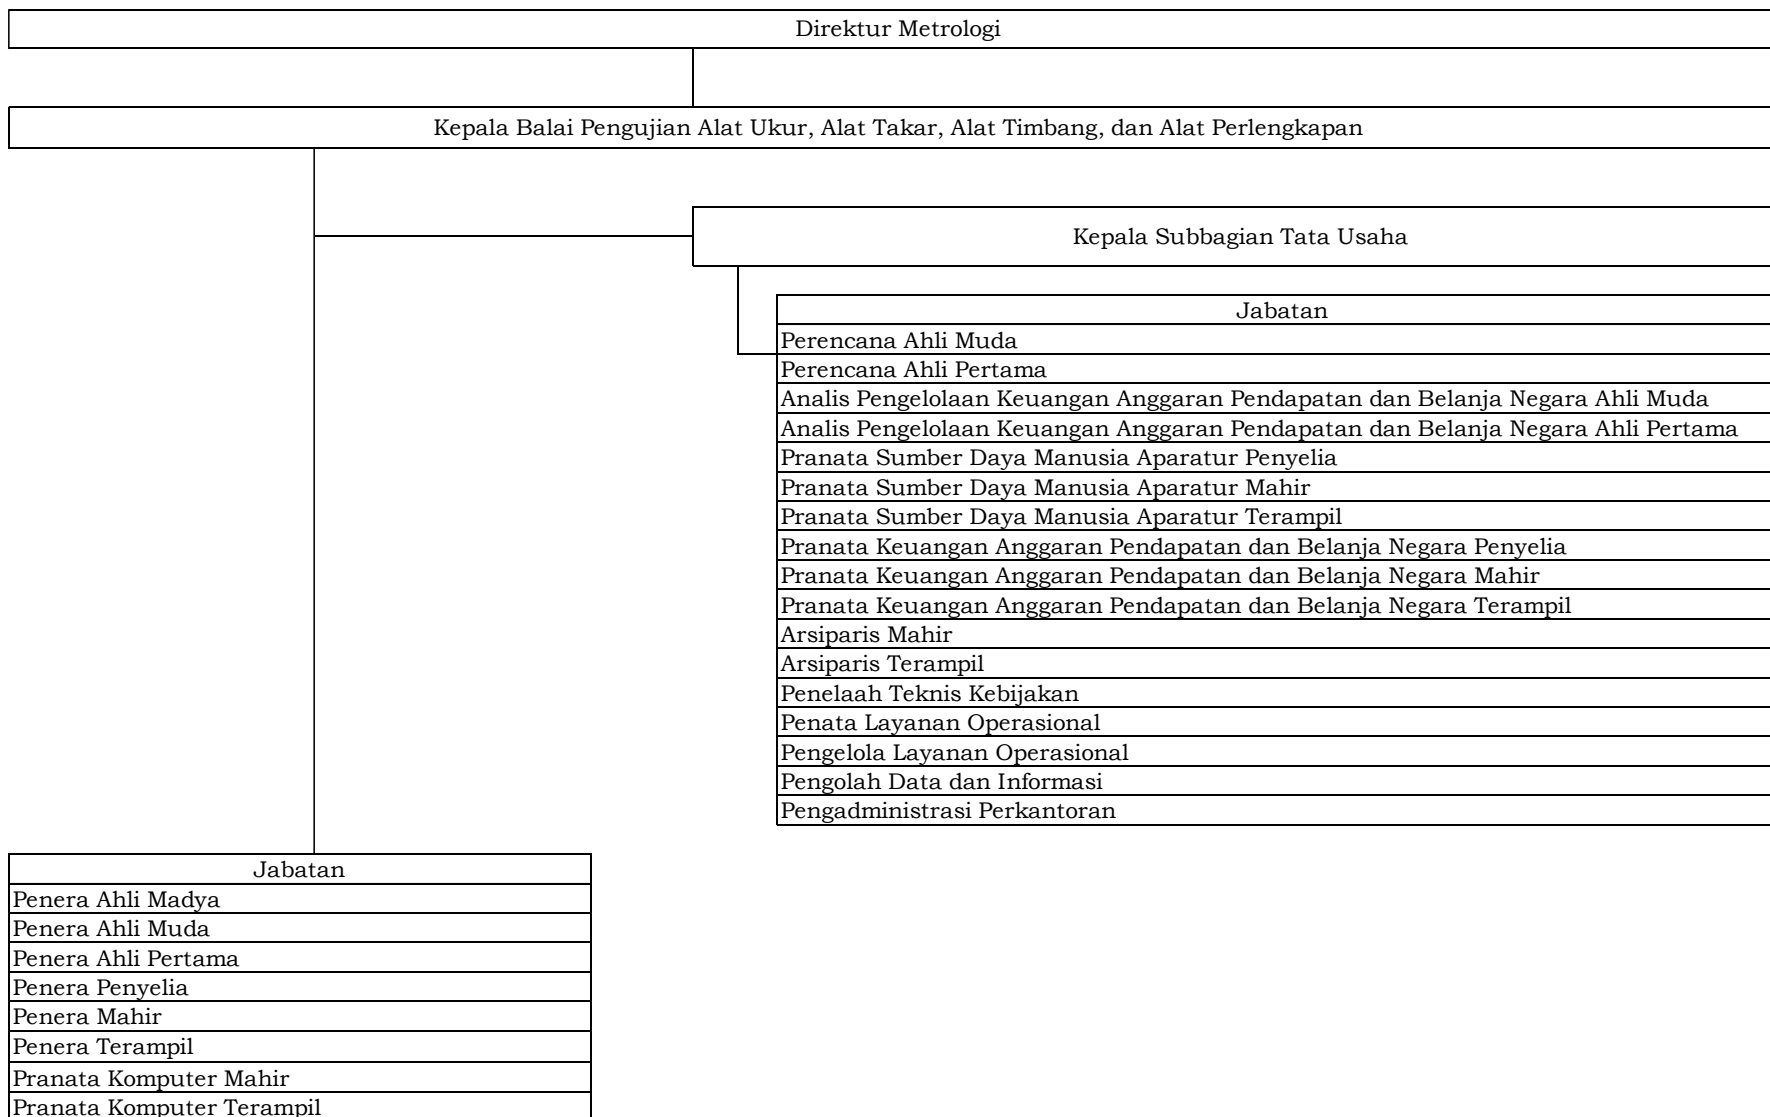 Direktur Metrologi
Kepala Balai Pengujian Alat Ukur, Alat Takar, Alat Timbang, dan Alat Perlengkapan
Kepala Subbagian Tata Usaha
Jabatan
Perencana Ahli Muda
Perencana Ahli Pertama
Analis Pengelolaan Keuangan Anggaran Pendapatan dan Belanja Negara Ahli Muda
Analis Pengelolaan Keuangan Anggaran Pendapatan dan Belanja Negara Ahli Pertama
Pranata Sumber Daya Manusia Aparatur Penyelia
Pranata Sumber Daya Manusia Aparatur Mahir
Pranata Sumber Daya Manusia Aparatur Terampil
Pranata Keuangan Anggaran Pendapatan dan Belanja Negara Penyelia
Pranata Keuangan Anggaran Pendapatan dan Belanja Negara Mahir
Pranata Keuangan Anggaran Pendapatan dan Belanja Negara Terampil
Arsiparis Mahir
Arsiparis Terampil
Penelaah Teknis Kebijakan
Penata Layanan Operasional
Pengelola Layanan Operasional
Pengolah Data dan Informasi
Pengadministrasi Perkantoran
Jabatan
Penera Ahli Madya
Penera Ahli Muda
Penera Ahli Pertama
Penera Penyelia
Penera Mahir
Penera Terampil
Pranata Komputer Mahir
Pranata Komputer Terampil